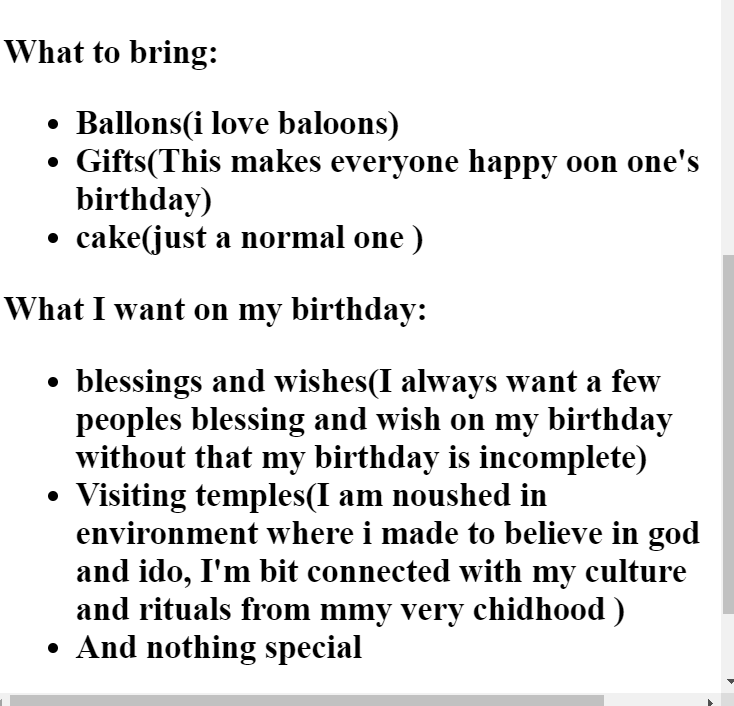 What to bring:
Ballons(i love baloons)
Gifts(This makes everyone happy oon one's
birthday)
cake(just a normal one )
What I want on my birthday:
blessings and wishes(I always want a few
peoples blessing and wish on my birthday
without that my birthday is incomplete)
Visiting temples(I am noushed in
environment where i made to believe in god
and ido, I'm bit connected with my culture
and rituals from mmy very chidhood )
And nothing special